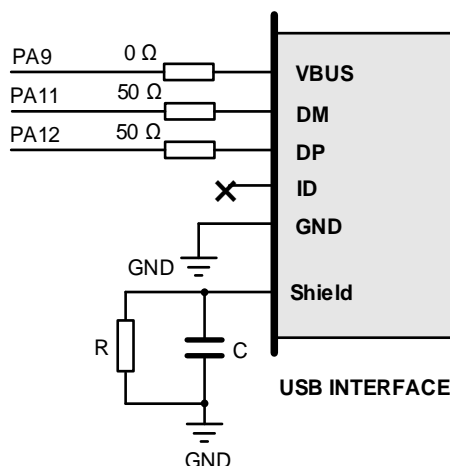 PA9 0 Ω VBUS
PA11 50 Ω DM
PA12 50 Ω DP
ID
GND
GND
Shield
R C
USB INTERFACE
GND